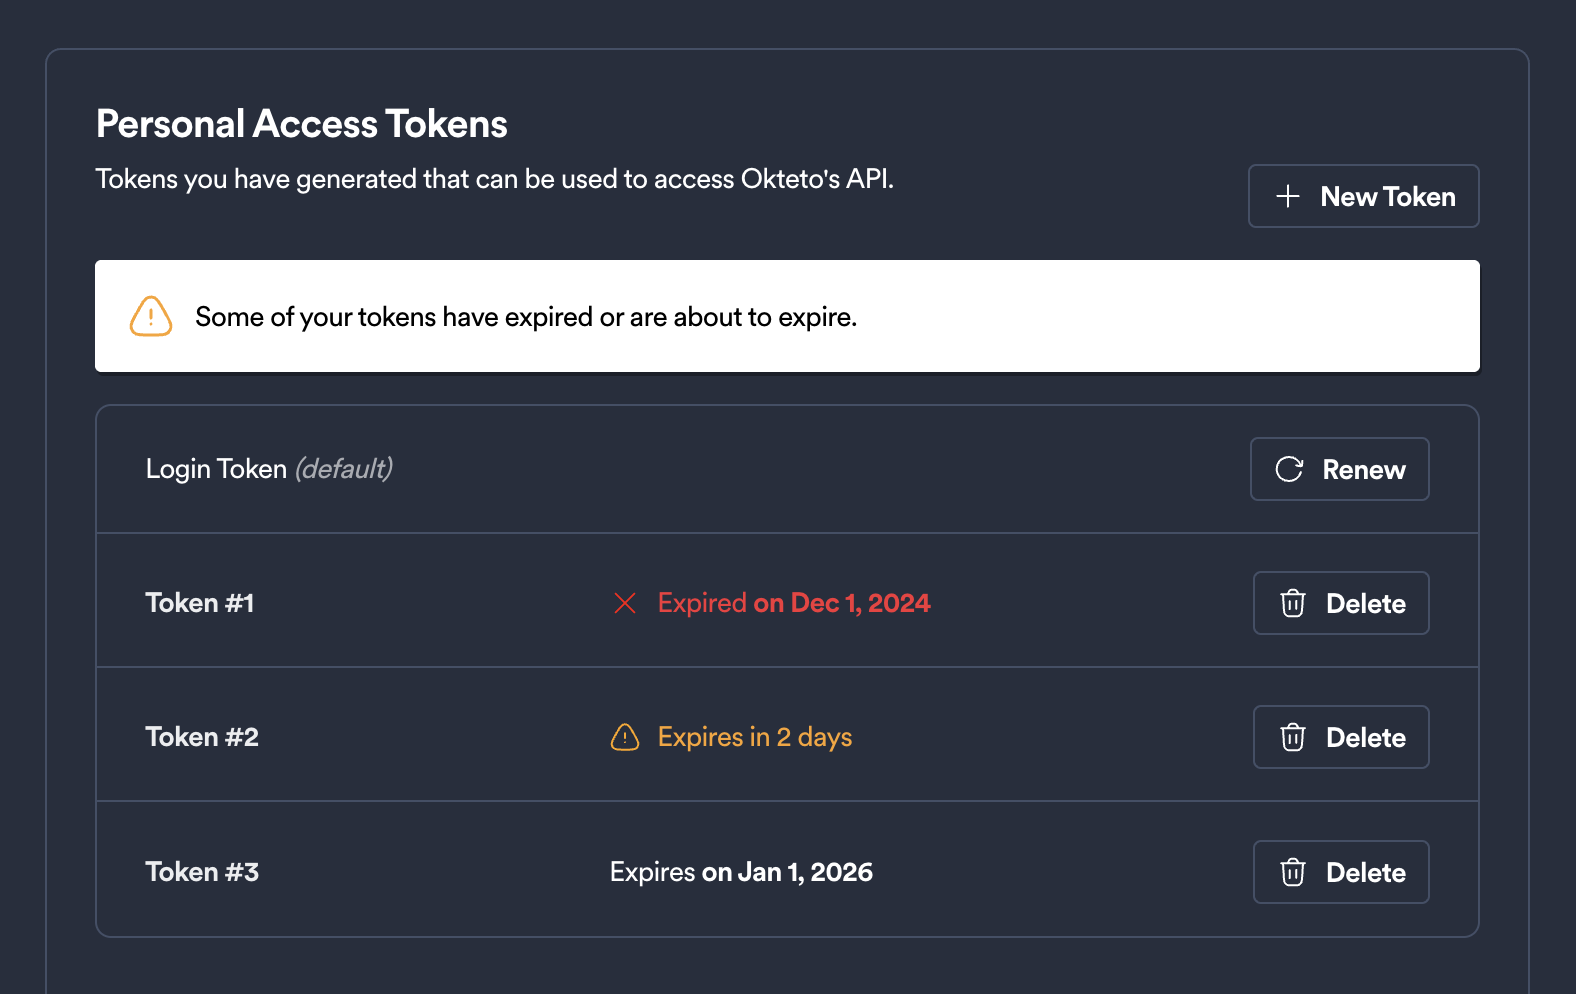 Personal Access Tokens
Tokens you have generated that can be used to access Okteto's API.
New Token
Some of your tokens have expired or are about to expire.
Login Token (default)
Renew
Token #1
Expired on Dec 1, 2024
Delete
Token #2
Expires in 2 days
Delete
Token #3
Expires on Jan 1, 2026
Delete